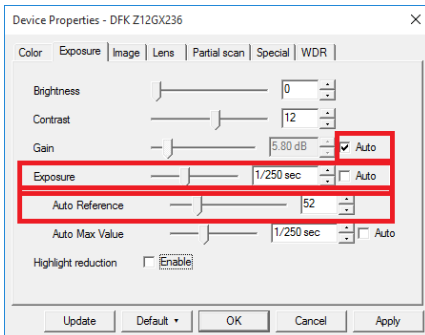 Device Properties - DFK Z12GX236
Color Exposure Image Lens Partial scan Special WDR
Brightness 0
Contrast 12
Gain 5.80 dB Auto
Exposure 1/250 sec Auto
Auto Reference 52
Auto Max Value 1/250 sec Auto
Highlight reduction Enable
Update Default OK Cancel Apply